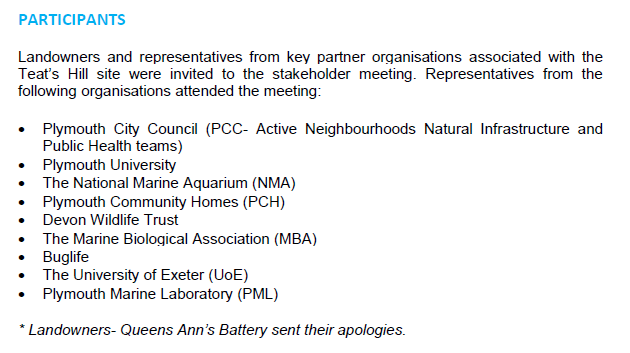 PARTICIPANTS
Landowners and representatives from key partner organisations associated with the
Teat's Hill site were invited to the stakeholder meeting. Representatives from the
following organisations attended the meeting:
• Plymouth City Council (PCC- Active Neighbourhoods Natural Infrastructure and
Public Health teams)
• Plymouth University
• The National Marine Aquarium (NMA)
• Plymouth Community Homes (PCH)
• Devon Wildlife Trust
• The Marine Biological Association (MBA)
• Buglife
• The University of Exeter (UoE)
• Plymouth Marine Laboratory (PML)
* Landowners- Queens Ann's Battery sent their apologies.